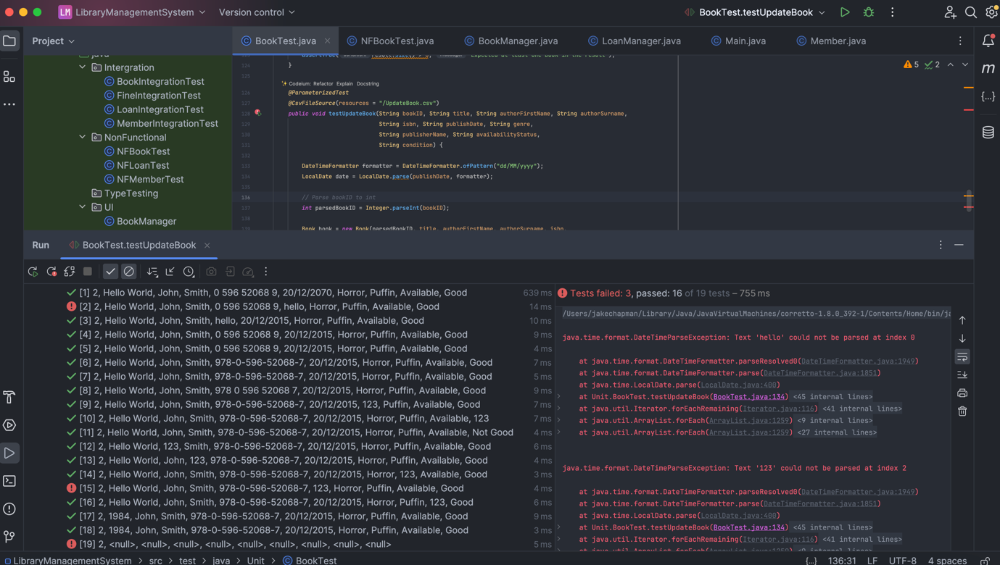 LM LibraryManagementSystem Version control BookTest.testUpdateBook
Project BookTest.java NFBookTest.java BookManager.java LoanManager.java Main.java Member.java
java
Intergration
BookIntegrationTest
FineIntegrationTest
LoanIntegrationTest
MemberIntegrationTest
NonFunctional
NFBookTest
NFLoanTest
NFMemberTest
TypeTesting
UI
BookManager
5 2
124 }
125
Codeium: Refactor Explain Docstring
126 @ParameterizedTest
127 @CsvFileSource(resources = "/UpdateBook.csv")
128 public void testUpdateBook(String bookID, String title, String authorFirstName, String authorSurname,
129 String isbn, String publishDate, String genre,
130 String publisherName, String availabilityStatus,
131 String condition) {
132
133 DateTimeFormatter formatter = DateTimeFormatter.ofPattern("dd/MM/yyyy");
134 LocalDate date = LocalDate.parse(publishDate, formatter);
135
136 // Parse bookID to int
137 int parsedBookID = Integer.parseInt(bookID);
138
Book book = new Book(parsedBookID, title, authorFirstName, authorSurname, isbn,
Run BookTest.testUpdateBook
[1] 2, Hello World, John, Smith, 0 596 52068 9, 20/12/2070, Horror, Puffin, Available, Good 639 ms
[2] 2, Hello World, John, Smith, 0 596 52068 9, hello, Horror, Puffin, Available, Good 14 ms
[3] 2, Hello World, John, Smith, hello, 20/12/2015, Horror, Puffin, Available, Good 10 ms
[4] 2, Hello World, John, Smith, 0 596 52068 9, 20/12/2015, Horror, Puffin, Available, Good 9 ms
[5] 2, Hello World, John, Smith, 0 596 52068 9, 20/12/2015, Horror, Puffin, Available, Good 4 ms
[6] 2, Hello World, John, Smith, 978-0-596-52068-7, 20/12/2015, Horror, Puffin, Available, Good 7 ms
[7] 2, Hello World, John, Smith, 978-0-596-52068-7, 20/12/2015, Horror, Puffin, Available, Good 5 ms
[8] 2, Hello World, John, Smith, 978 0 596 52068 7, 20/12/2015, Horror, Puffin, Available, Good 9 ms
[9] 2, Hello World, John, Smith, 978-0-596-52068-7, 20/12/2015, 123, Puffin, Available, Good 7 ms
[10] 2, Hello World, John, Smith, 978-0-596-52068-7, 20/12/2015, Horror, Puffin, Available, 123 7 ms
[11] 2, Hello World, John, Smith, 978-0-596-52068-7, 20/12/2015, Horror, Puffin, Available, Not Good 4 ms
[12] 2, Hello World, 123, Smith, 978-0-596-52068-7, 20/12/2015, Horror, Puffin, Available, Good 6 ms
[13] 2, Hello World, John, 123, 978-0-596-52068-7, 20/12/2015, Horror, Puffin, Available, Good 4 ms
[14] 2, Hello World, John, Smith, 978-0-596-52068-7, 20/12/2015, Horror, 123, Available, Good 3 ms
[15] 2, Hello World, John, Smith, 978-0-596-52068-7, 123, Horror, Puffin, Available, Good 4 ms
[16] 2, Hello World, John, Smith, 978-0-596-52068-7, 20/12/2015, Horror, Puffin, 123, Good 6 ms
[17] 2, 1984, John, Smith, 978-0-596-52068-7, 20/12/2015, Horror, Puffin, Available, Good 9 ms
[18] 2, 1984, John, Smith, 978-0-596-52068-7, 20/12/2015, Horror, Puffin, Available, Good 3 ms
[19] 2, <null>, <null>, <null>, <null>, <null>, <null>, <null>, <null>, <null> 5 ms
Tests failed: 3, passed: 16 of 19 tests – 755 ms
/Users/jakechapman/Library/Java/JavaVirtualMachines/corretto-1.8.0_392-1/Contents/Home/bin/ja
java.time.format.DateTimeParseException: Text 'hello' could not be parsed at index 0
at java.time.format.DateTimeFormatter.parseResolved0(DateTimeFormatter.java:1949)
at java.time.format.DateTimeFormatter.parse(DateTimeFormatter.java:1851)
at java.time.LocalDate.parse(LocalDate.java:400)
at Unit.BookTest.testUpdateBook(BookTest.java:134) <45 internal lines>
at java.util.Iterator.forEachRemaining(Iterator.java:116) <41 internal lines>
at java.util.ArrayList.forEach(ArrayList.java:1259) <9 internal lines>
at java.util.ArrayList.forEach(ArrayList.java:1259) <27 internal lines>
java.time.format.DateTimeParseException: Text '123' could not be parsed at index 2
at java.time.format.DateTimeFormatter.parseResolved0(DateTimeFormatter.java:1949)
at java.time.format.DateTimeFormatter.parse(DateTimeFormatter.java:1851)
at java.time.LocalDate.parse(LocalDate.java:400)
at Unit.BookTest.testUpdateBook(BookTest.java:134) <45 internal lines>
at java.util.Iterator.forEachRemaining(Iterator.java:116) <41 internal lines>
LibraryManagementSystem > src > test > java > Unit > BookTest {...} 136:31 LF UTF-8 4 spaces